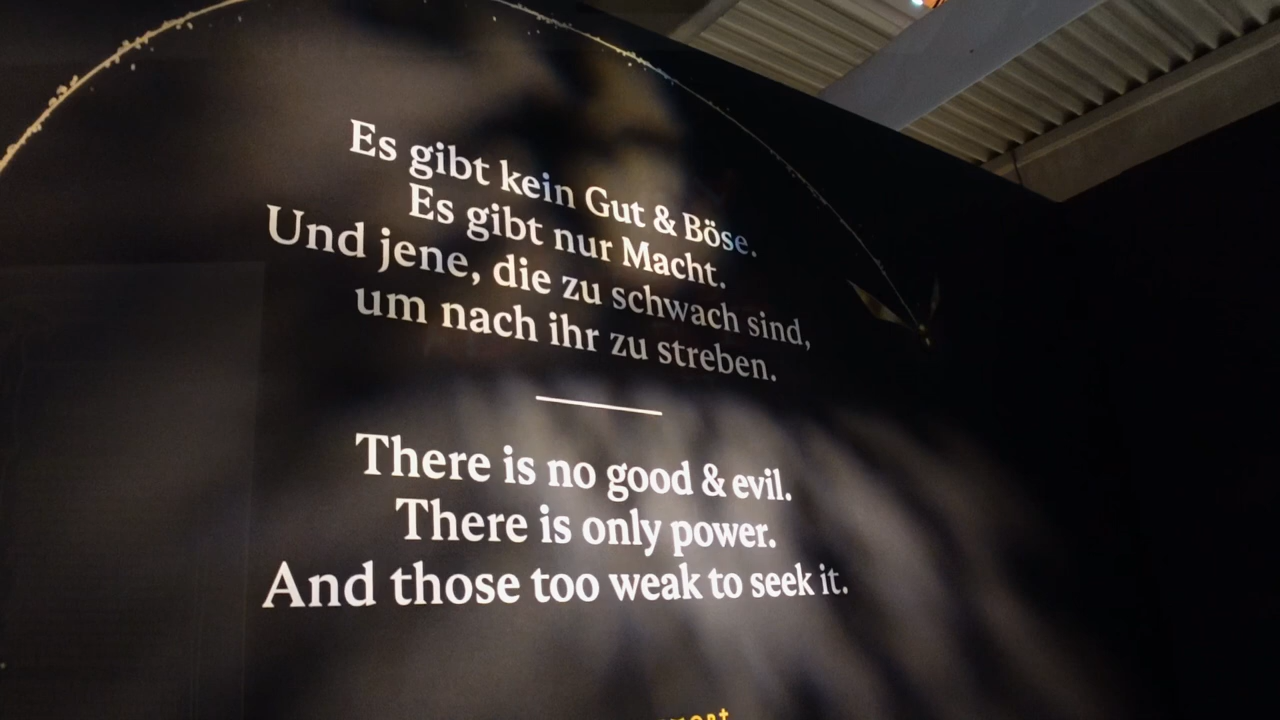 Es gibt kein Gut & Böse.
Es gibt nur Macht.
Und jene, die zu schwach sind,
um nach ihr zu streben.
There is no good & evil.
There is only power.
And those too weak to seek it.